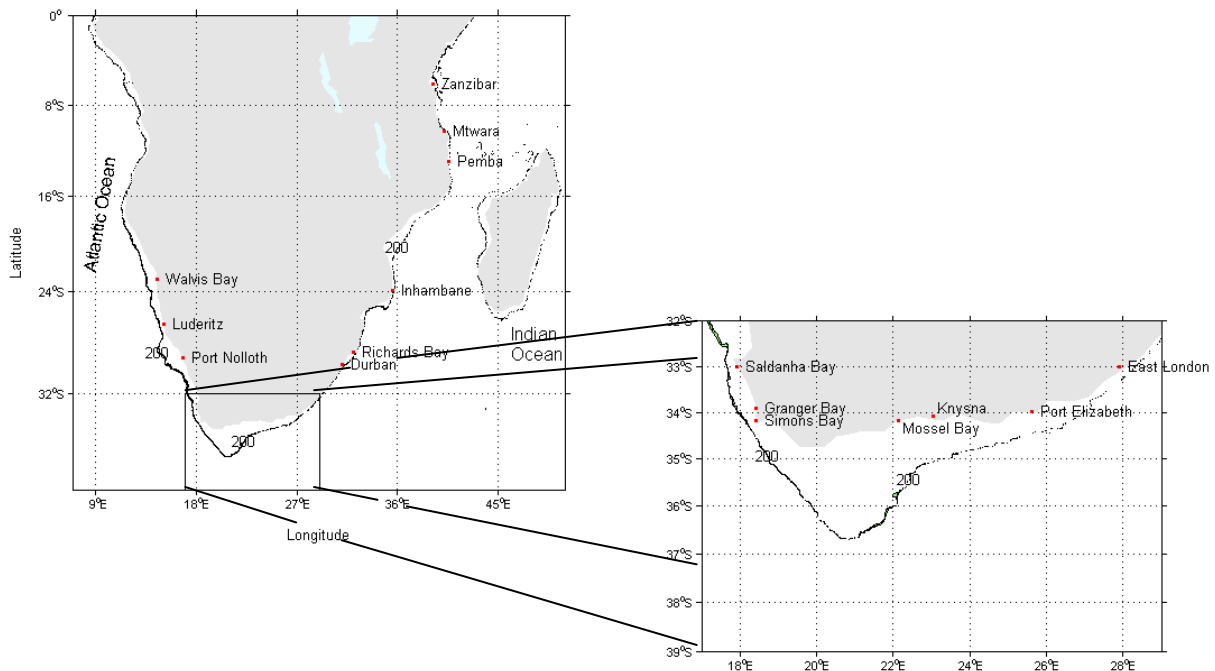 0°
8°S
16°S
24°S
32°S
Latitude
Atlantic Ocean
Zanzibar
Mtwara
Pemba
200
Walvis Bay
Inhambane
Luderitz
200
Port Nolloth
Richards Bay
Durban
Indian
Ocean
200
9°E 18°E 27°E 36°E 45°E
Longitude
32°S
33°S
34°S
35°S
36°S
37°S
38°S
39°S
Saldanha Bay
East London
Granger Bay
Knysna
Port Elizabeth
Simons Bay
Mossel Bay
200
200
18°E 20°E 22°E 24°E 26°E 28°E